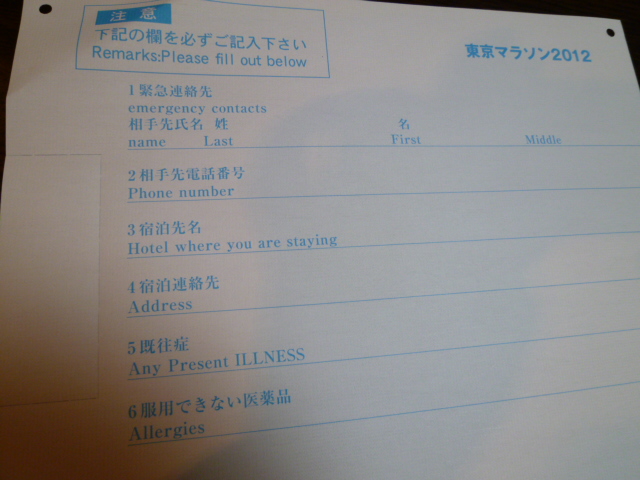 注意
下記の欄を必ずご記入下さい
Remarks:Please fill out below
東京マラソン2012
1緊急連絡先
emergency contacts
相手先氏名 姓 名
name Last First Middle
2相手先電話番号
Phone number
3宿泊先名
Hotel where you are staying
4宿泊連絡先
Address
5既往症
Any Present ILLNESS
6服用できない医薬品
Allergies